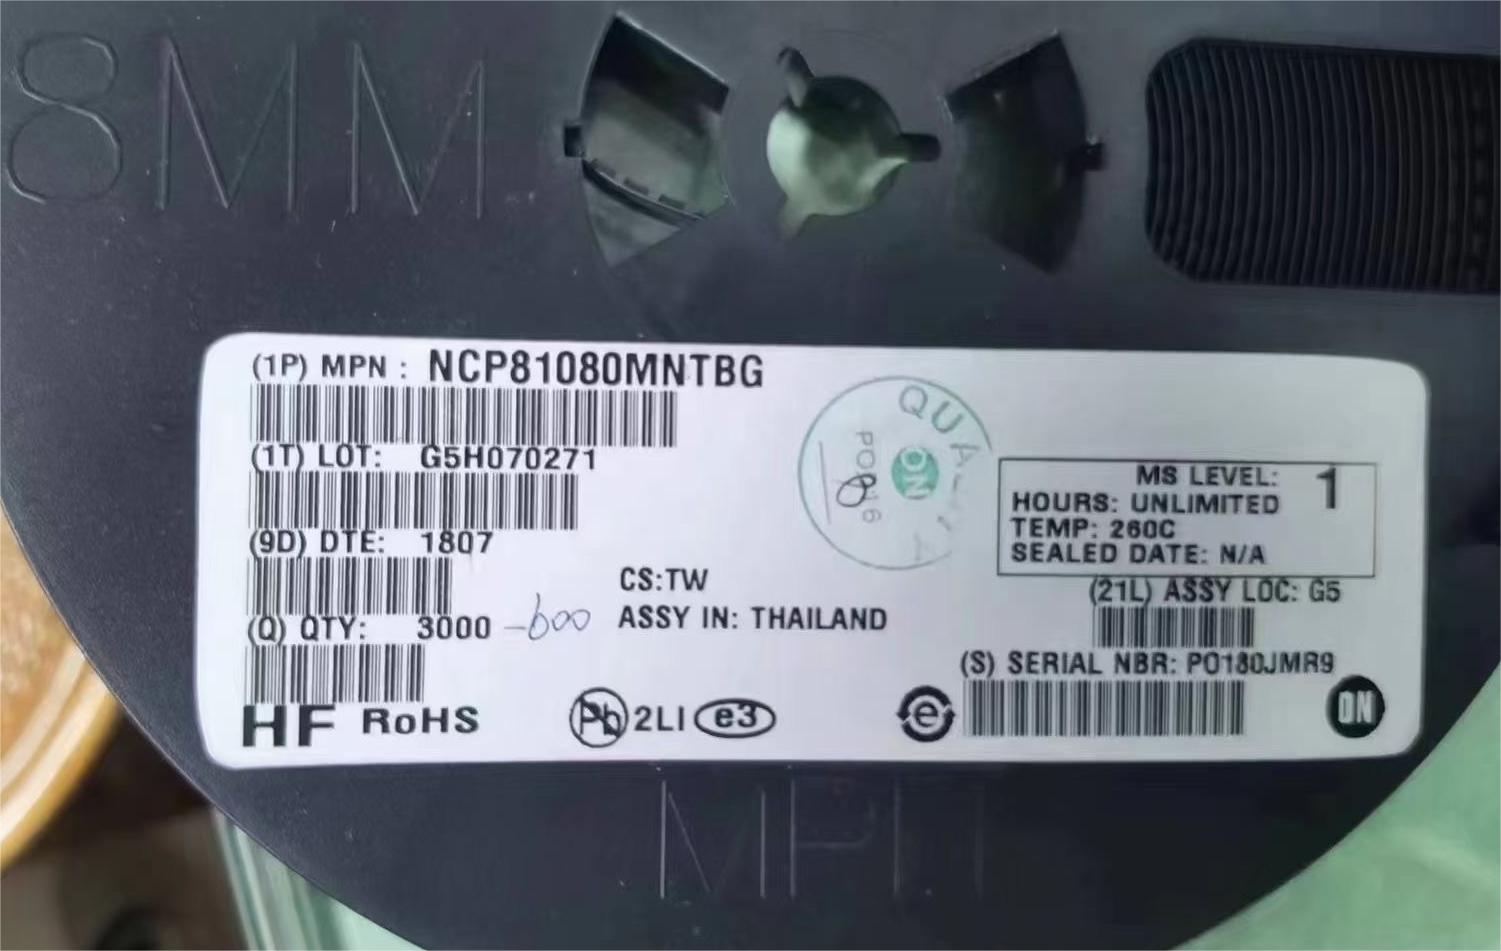 8MM
(1P) MPN : NCP81080MNTBG
(1T) LOT: G5H070271
(9D) DTE: 1807
(Q) QTY: 3000 -600
HF RoHS
CS:TW
ASSY IN: THAILAND
Pb 2LI e3
ON
MS LEVEL: 1
HOURS: UNLIMITED
TEMP: 260C
SEALED DATE: N/A
(21L) ASSY LOC: G5
(S) SERIAL NBR: PO180JMR9
e
ON